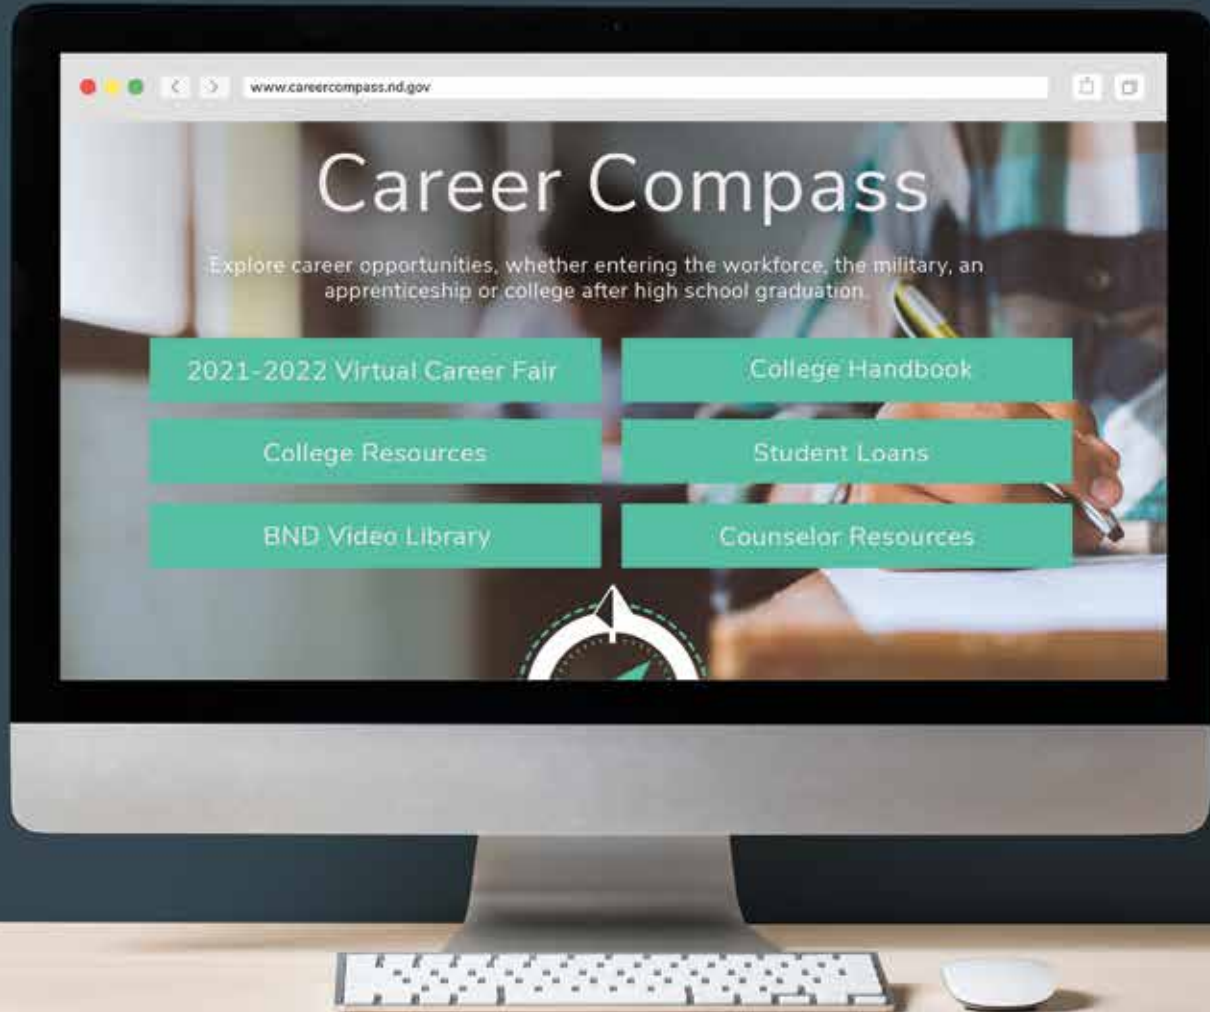 www.careercompass.nd.gov
Career Compass
Explore career opportunities, whether entering the workforce, the military, an
apprenticeship or college after high school graduation.
2021-2022 Virtual Career Fair
College Handbook
College Resources
Student Loans
BND Video Library
Counselor Resources